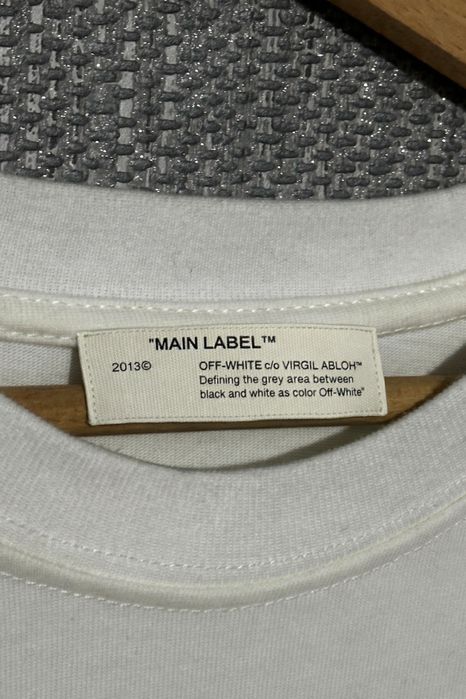 "MAIN LABEL™
2013© OFF-WHITE c/o VIRGIL ABLOH™
Defining the grey area between
black and white as color Off-White"